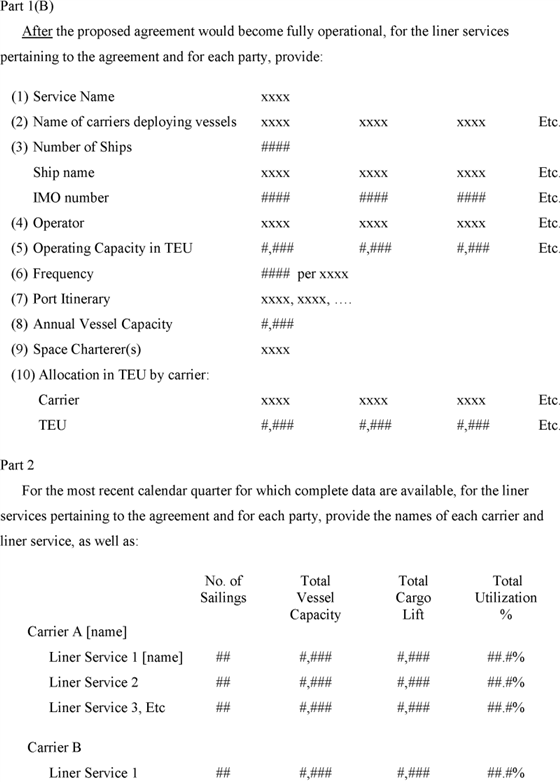 Part 1(B)
After the proposed agreement would become fully operational, for the liner services
pertaining to the agreement and for each party, provide:
(1) Service Name xxxx
(2) Name of carriers deploying vessels xxxx xxxx xxxx Etc.
(3) Number of Ships ####
Ship name xxxx xxxx xxxx Etc.
IMO number #### #### #### Etc.
(4) Operator xxxx xxxx xxxx Etc.
(5) Operating Capacity in TEU #,### #,### #,### Etc.
(6) Frequency #### per xxxx
(7) Port Itinerary xxxx, xxxx, ….
(8) Annual Vessel Capacity #,###
(9) Space Charterer(s) xxxx
(10) Allocation in TEU by carrier:
Carrier xxxx xxxx xxxx Etc.
TEU #,### #,### #,### Etc.
Part 2
For the most recent calendar quarter for which complete data are available, for the liner
services pertaining to the agreement and for each party, provide the names of each carrier and
liner service, as well as:
No. of Total Total Total
Sailings Vessel Cargo Utilization
Capacity Lift %
Carrier A [name]
Liner Service 1 [name] ## #,### #,### ##.#%
Liner Service 2 ## #,### #,### ##.#%
Liner Service 3, Etc ## #,### #,### ##.#%
Carrier B
Liner Service 1 ## #,### #,### ##.#%